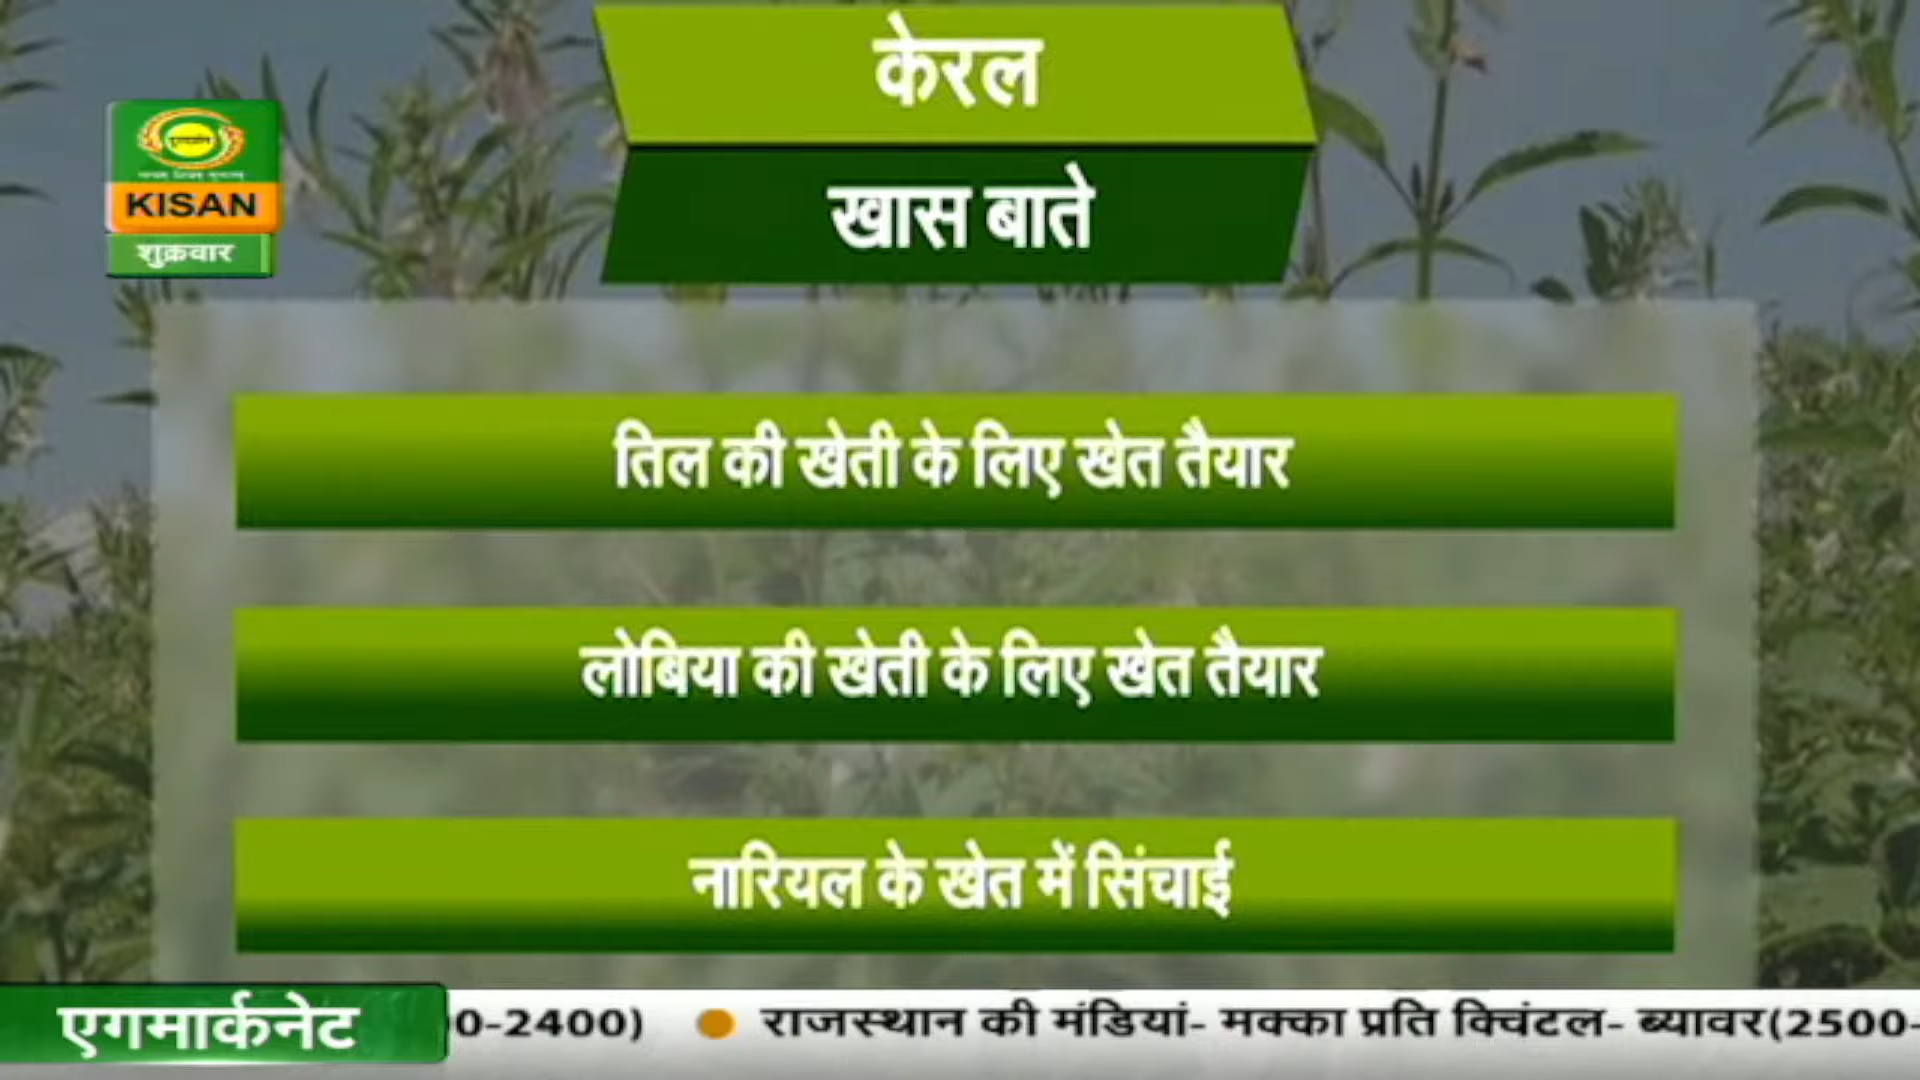 केरल
खास बाते
KISAN
शुक्रवार
तिल की खेती के लिए खेत तैयार
लोबिया की खेती के लिए खेत तैयार
नारियल के खेत में सिंचाई
एगमार्कनेट
0-2400) राजस्थान की मंडियां- मक्का प्रति क्विंटल- ब्यावर(2500-